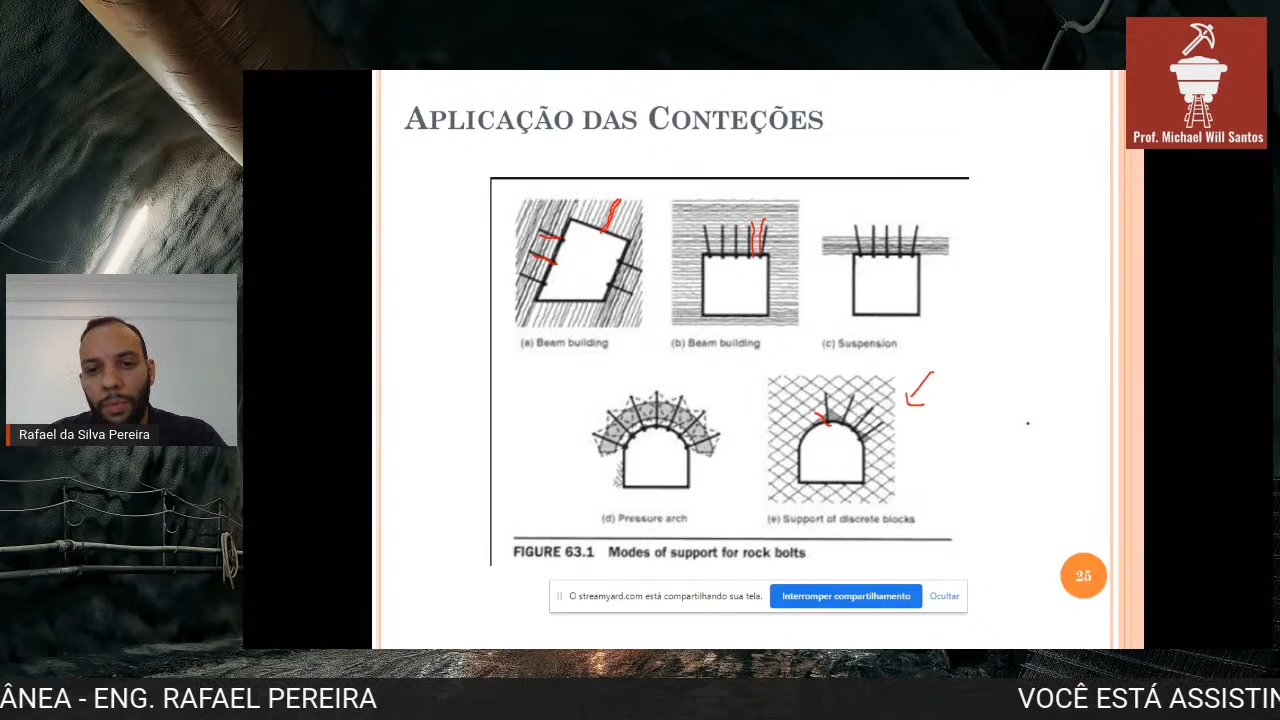 Prof. Michael Will Santos
APLICAÇÃO DAS CONTEÇÕES
(a) Beam building
(b) Beam building
(c) Suspension
(d) Pressure arch
(e) Support of discrete blocks
FIGURE 63.1 Modes of support for rock bolts
25
O streamyard.com está compartilhando sua tela.
Interromper compartilhamento
Ocultar
Rafael da Silva Pereira
ÂNEA - ENG. RAFAEL PEREIRA
VOCÊ ESTÁ ASSISTIN